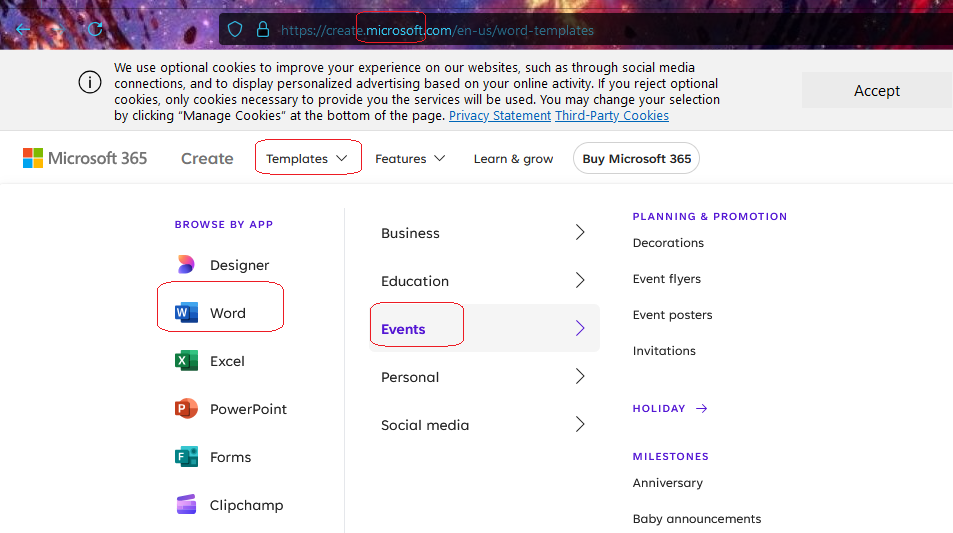 https://create.microsoft.com/en-us/word-templates
We use optional cookies to improve your experience on our websites, such as through social media
connections, and to display personalized advertising based on your online activity. If you reject optional
cookies, only cookies necessary to provide you the services will be used. You may change your selection
by clicking “Manage Cookies” at the bottom of the page. Privacy Statement Third-Party Cookies
Accept
Microsoft 365
Create
Templates
Features
Learn & grow
Buy Microsoft 365
BROWSE BY APP
Designer
Word
Excel
PowerPoint
Forms
Clipchamp
Business
Education
Events
Personal
Social media
PLANNING & PROMOTION
Decorations
Event flyers
Event posters
Invitations
HOLIDAY
MILESTONES
Anniversary
Baby announcements